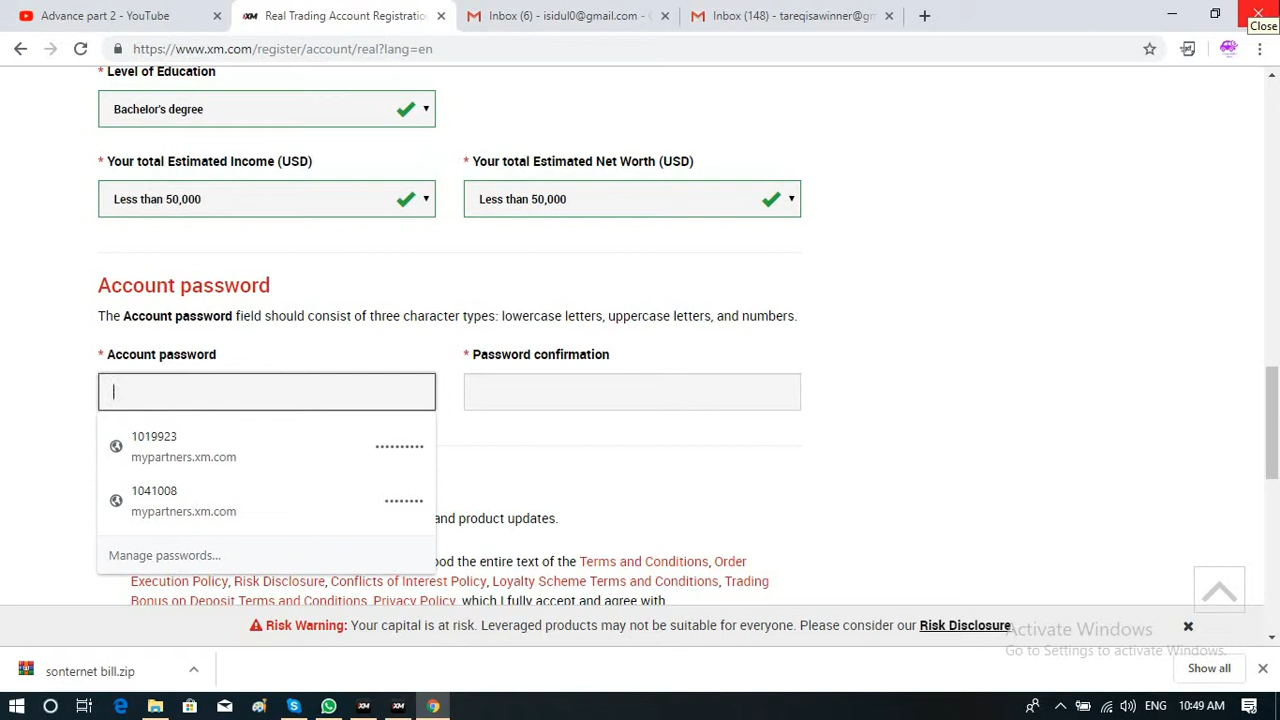 Advance part 2 - YouTube
Real Trading Account Registratio
Inbox (6) - isidul0@gmail.com -
Inbox (148) - tareqisawinner@gm
Close
https://www.xm.com/register/account/real?lang=en
* Level of Education
Bachelor's degree
* Your total Estimated Income (USD)
* Your total Estimated Net Worth (USD)
Less than 50,000
Less than 50,000
Account password
The Account password field should consist of three character types: lowercase letters, uppercase letters, and numbers.
* Account password
* Password confirmation
1019923
mypartners.xm.com
••••••••••
1041008
mypartners.xm.com
••••••••
Manage passwords...
and product updates.
ood the entire text of the Terms and Conditions, Order
Execution Policy, Risk Disclosure, Conflicts of Interest Policy, Loyalty Scheme Terms and Conditions, Trading
Bonus on Deposit Terms and Conditions, Privacy Policy, which I fully accept and agree with.
Risk Warning: Your capital is at risk. Leveraged products may not be suitable for everyone. Please consider our Risk Disclosure
Activate Windows
Go to Settings to activate Windows.
sonternet bill.zip
Show all
10:49 AM